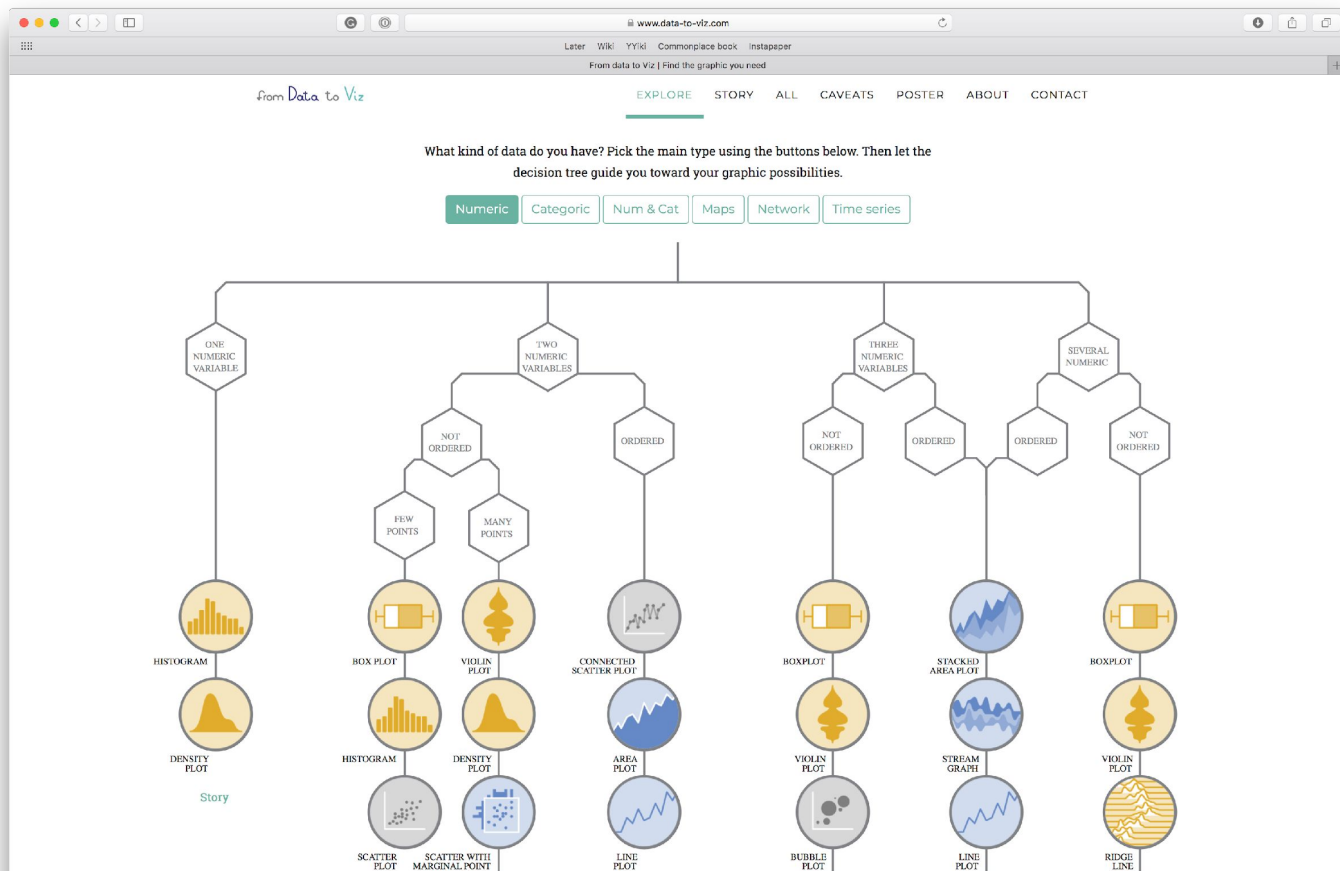 www.data-to-viz.com
Later Wiki YYiki Commonplace book Instapaper
From data to Viz | Find the graphic you need
from Data to Viz
EXPLORE STORY ALL CAVEATS POSTER ABOUT CONTACT
What kind of data do you have? Pick the main type using the buttons below. Then let the
decision tree guide you toward your graphic possibilities.
Numeric Categoric Num & Cat Maps Network Time series
ONE
NUMERIC
VARIABLE
TWO
NUMERIC
VARIABLES
THREE
NUMERIC
VARIABLES
SEVERAL
NUMERIC
NOT
ORDERED
ORDERED
NOT
ORDERED
ORDERED
ORDERED
NOT
ORDERED
FEW
POINTS
MANY
POINTS
HISTOGRAM
BOX PLOT
VIOLIN
PLOT
CONNECTED
SCATTER PLOT
BOXPLOT
STACKED
AREA PLOT
BOXPLOT
DENSITY
PLOT
HISTOGRAM
DENSITY
PLOT
AREA
PLOT
VIOLIN
PLOT
STREAM
GRAPH
VIOLIN
PLOT
Story
SCATTER
PLOT
SCATTER WITH
MARGINAL POINT
LINE
PLOT
BUBBLE
PLOT
LINE
PLOT
RIDGE
LINE